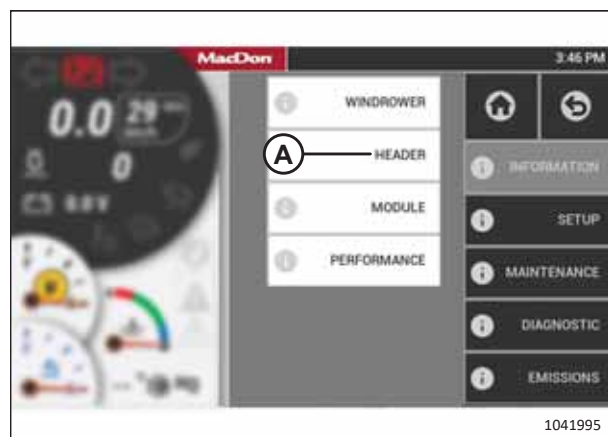 MacDon
3:46 PM
0.0
29
0
WINDROWER
A
HEADER
MODULE
PERFORMANCE
INFORMATION
SETUP
MAINTENANCE
DIAGNOSTIC
EMISSIONS
1041995